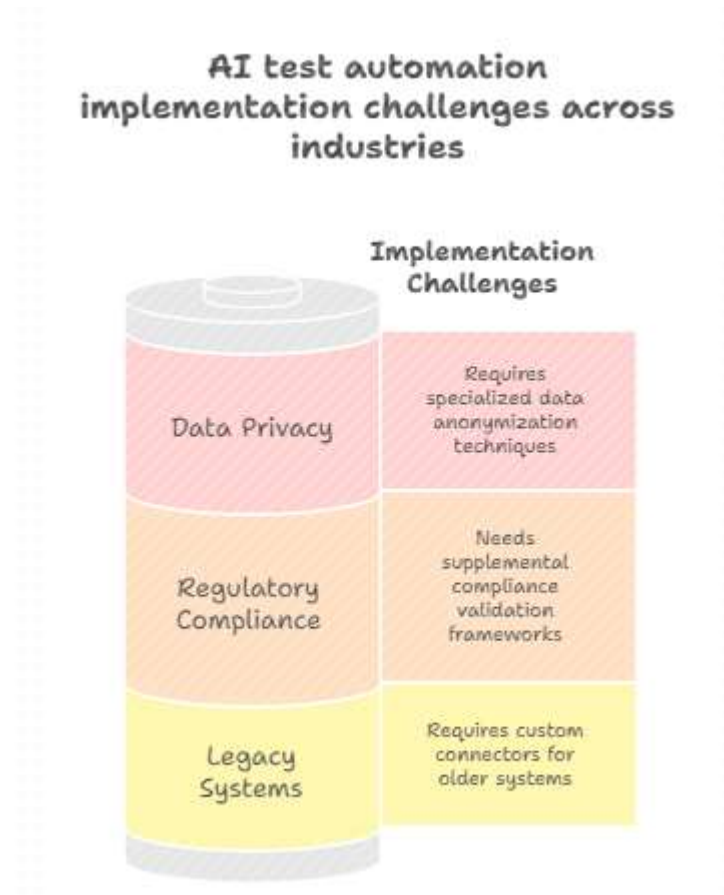 AI test automation
implementation challenges across
industries
Implementation
Challenges
Data Privacy
Requires
specialized data
anonymization
techniques
Regulatory
Compliance
Needs
supplemental
compliance
validation
frameworks
Legacy
Systems
Requires custom
connectors for
older systems